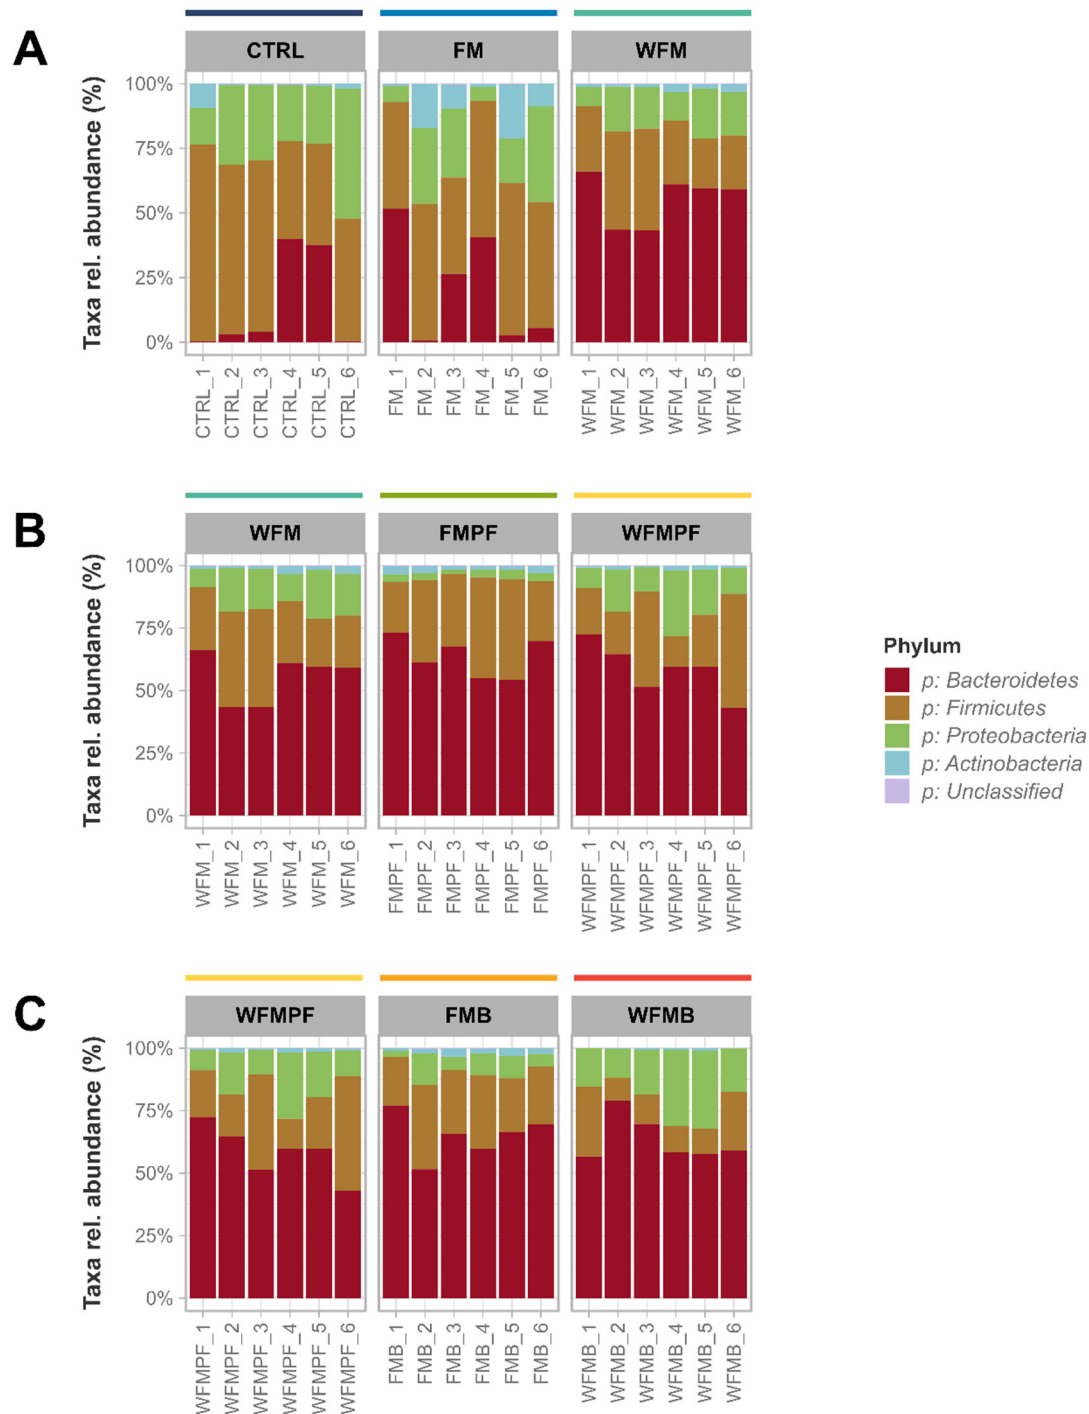 A
CTRL FM WFM
Taxa rel. abundance (%)
100%
75%
50%
25%
0%
CTRL_1 CTRL_2 CTRL_3 CTRL_4 CTRL_5 CTRL_6 FM_1 FM_2 FM_3 FM_4 FM_5 FM_6 WFM_1 WFM_2 WFM_3 WFM_4 WFM_5 WFM_6
B
WFM FMPF WFMPF
Taxa rel. abundance (%)
100%
75%
50%
25%
0%
WFM_1 WFM_2 WFM_3 WFM_4 WFM_5 WFM_6 FMPF_1 FMPF_2 FMPF_3 FMPF_4 FMPF_5 FMPF_6 WFMPF_1 WFMPF_2 WFMPF_3 WFMPF_4 WFMPF_5 WFMPF_6
Phylum
p: Bacteroidetes
p: Firmicutes
p: Proteobacteria
p: Actinobacteria
p: Unclassified
C
WFMPF FMB WFMB
Taxa rel. abundance (%)
100%
75%
50%
25%
0%
WFMPF_1 WFMPF_2 WFMPF_3 WFMPF_4 WFMPF_5 WFMPF_6 FMB_1 FMB_2 FMB_3 FMB_4 FMB_5 FMB_6 WFMB_1 WFMB_2 WFMB_3 WFMB_4 WFMB_5 WFMB_6